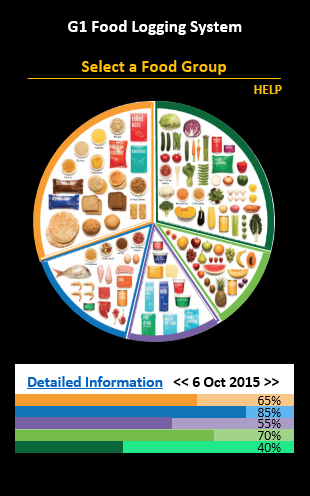 G1 Food Logging System
Select a Food Group
HELP
Detailed Information << 6 Oct 2015 >>
65%
85%
55%
70%
40%